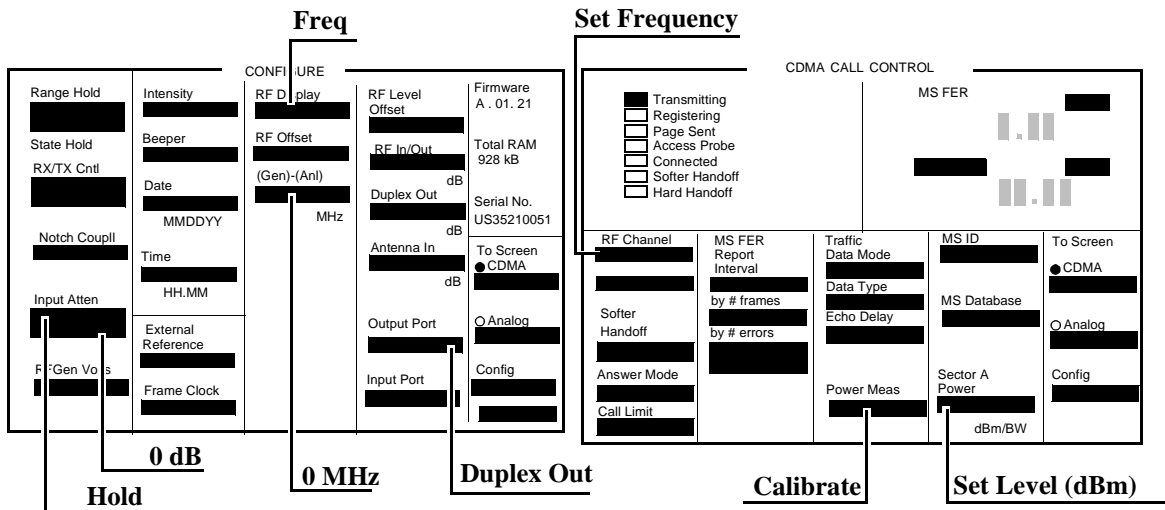 Freq
Set Frequency
CONFIGURE
Range Hold
State Hold
RX/TX Cntl
Notch Coupll
Input Atten
RFGen Volts
Intensity
Beeper
Date
MMDDYY
Time
HH.MM
External
Reference
Frame Clock
RF Display
RF Offset
(Gen)-(Anl)
MHz
RF Level
Offset
RF In/Out
dB
Duplex Out
dB
Antenna In
dB
Output Port
Input Port
Firmware
A . 01. 21
Total RAM
928 kB
Serial No.
US35210051
To Screen
CDMA
Analog
Config
0 dB
Hold
0 MHz
Duplex Out
CDMA CALL CONTROL
Transmitting
Registering
Page Sent
Access Probe
Connected
Softer Handoff
Hard Handoff
MS FER
RF Channel
Softer
Handoff
Answer Mode
Call Limit
MS FER
Report
Interval
by # frames
by # errors
Traffic
Data Mode
Data Type
Echo Delay
Power Meas
MS ID
MS Database
Sector A
Power
dBm/BW
To Screen
CDMA
Analog
Config
Calibrate
Set Level (dBm)